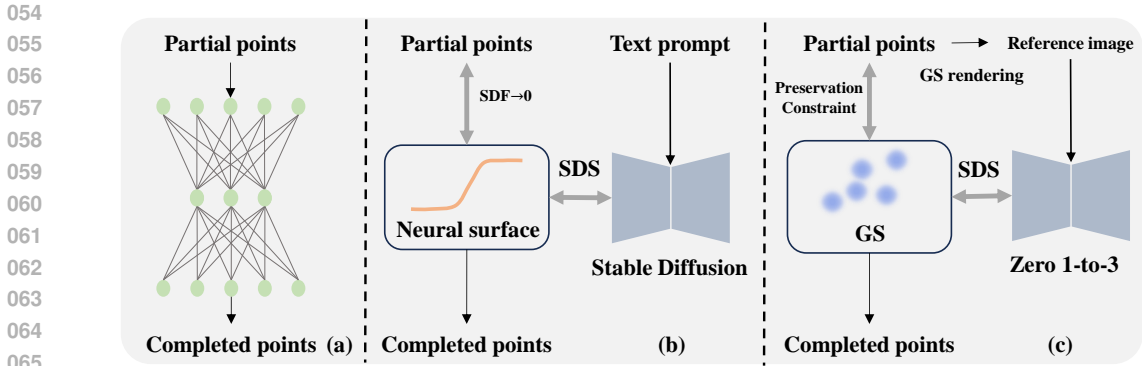 054
055
056
057
058
059
060
061
062
063
064
065
Partial points
Completed points (a)
Partial points
Text prompt
SDF→0
SDS
Neural surface
Stable Diffusion
Completed points
(b)
Partial points
Reference image
GS rendering
Preservation
Constraint
SDS
GS
Zero 1-to-3
Completed points
(c)